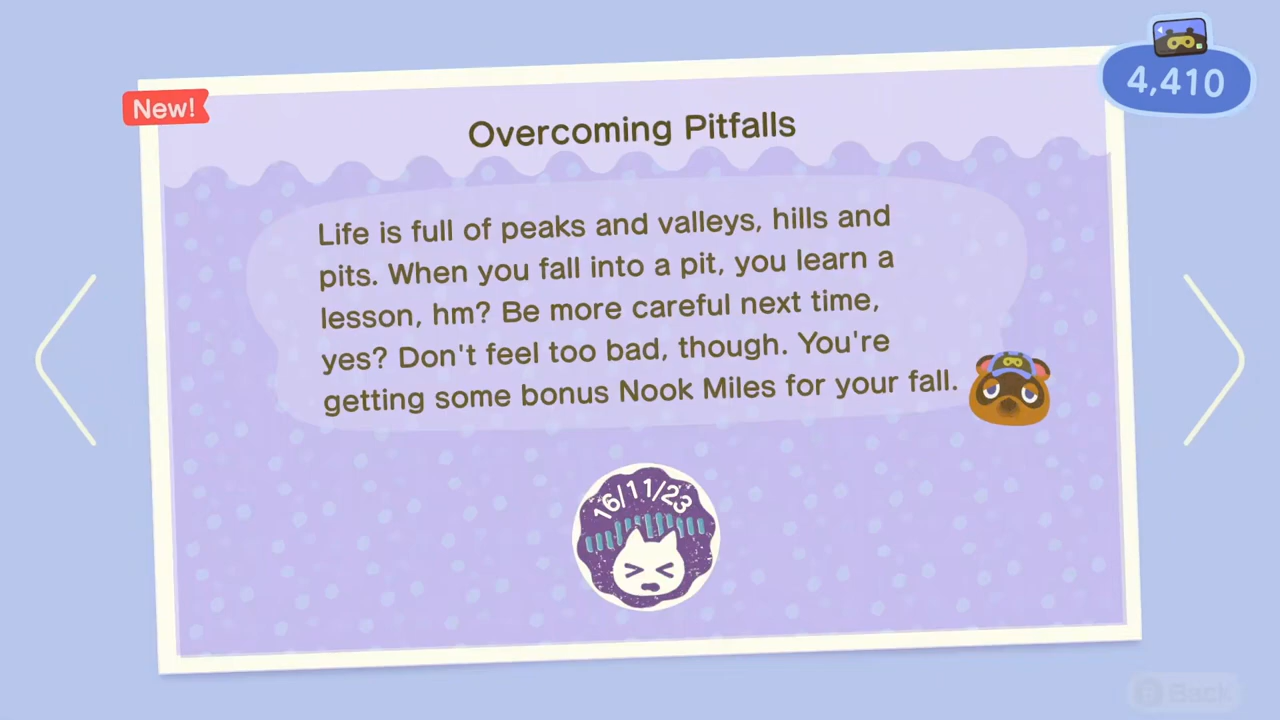 4,410
New!
Overcoming Pitfalls
Life is full of peaks and valleys, hills and
pits. When you fall into a pit, you learn a
lesson, hm? Be more careful next time,
yes? Don't feel too bad, though. You're
getting some bonus Nook Miles for your fall.
16/11/23
Back